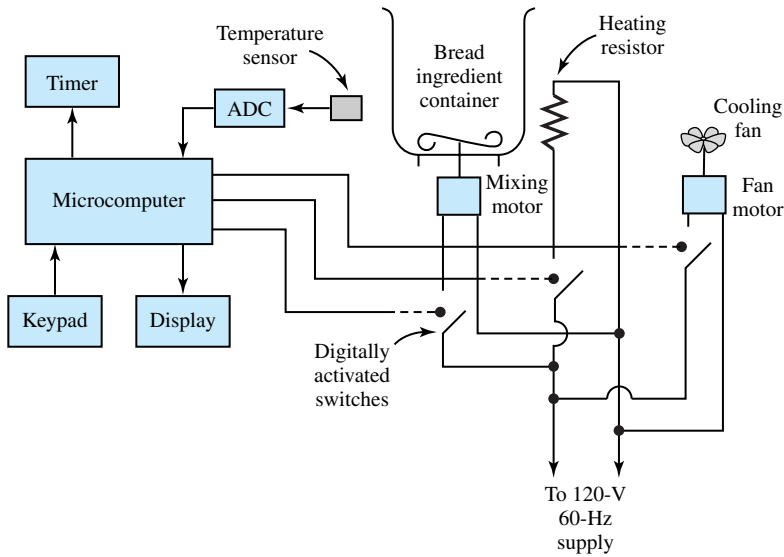 Temperature
sensor
Heating
resistor
Bread
ingredient
container
Timer
ADC
Cooling
fan
Microcomputer
Mixing
motor
Fan
motor
Keypad
Display
Digitally
activated
switches
To 120-V
60-Hz
supply